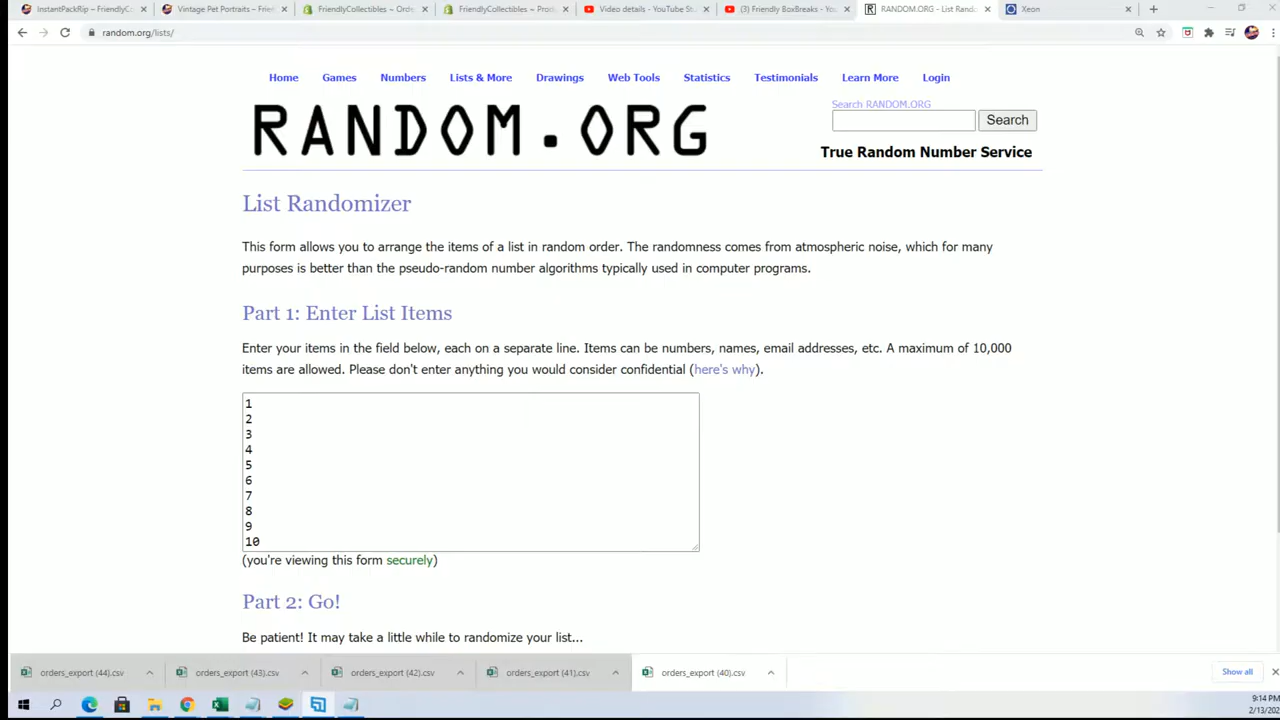 InstantPackRip ~ FriendlyC
Vintage Pet Portraits ~ Frien
FriendlyCollectibles ~ Orde
FriendlyCollectibles ~ Prod
Video details - YouTube St
(3) Friendly BoxBreaks - You
RANDOM.ORG - List Rando
Xeon
random.org/lists/
Home Games Numbers Lists & More Drawings Web Tools Statistics Testimonials Learn More Login
RANDOM.ORG
Search RANDOM.ORG
Search
True Random Number Service
List Randomizer
This form allows you to arrange the items of a list in random order. The randomness comes from atmospheric noise, which for many
purposes is better than the pseudo-random number algorithms typically used in computer programs.
Part 1: Enter List Items
Enter your items in the field below, each on a separate line. Items can be numbers, names, email addresses, etc. A maximum of 10,000
items are allowed. Please don't enter anything you would consider confidential (here's why).
1
2
3
4
5
6
7
8
9
10
(you're viewing this form securely)
Part 2: Go!
Be patient! It may take a little while to randomize your list...
orders_export (44).csv
orders_export (43).csv
orders_export (42).csv
orders_export (41).csv
orders_export (40).csv
Show all
9:14 PM
2/13/202